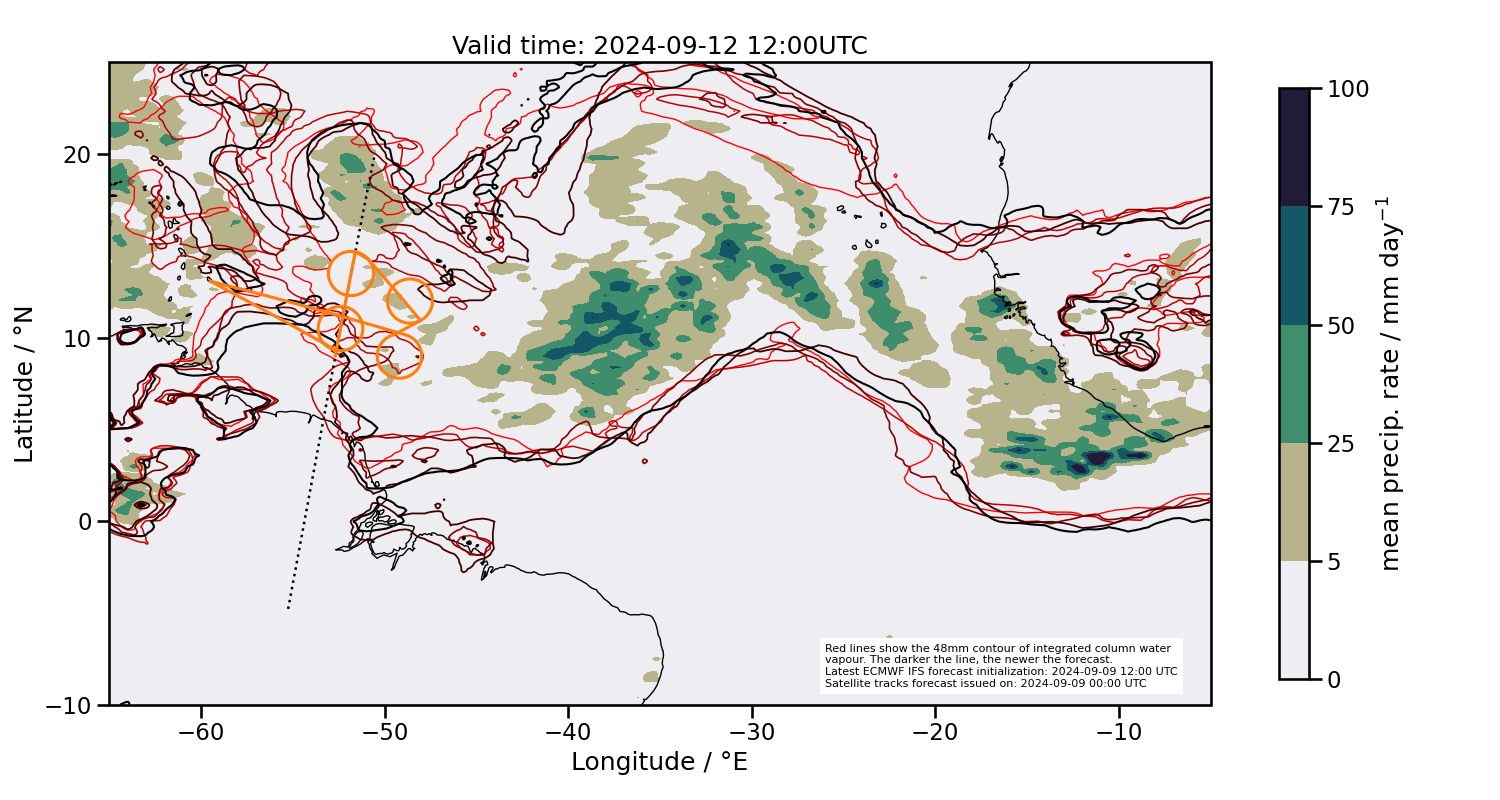 Valid time: 2024-09-12 12:00UTC
Latitude / °N
20
10
0
−10
−60
−50
−40
−30
−20
−10
Longitude / °E
Red lines show the 48mm contour of integrated column water
vapour. The darker the line, the newer the forecast.
Latest ECMWF IFS forecast initialization: 2024-09-09 12:00 UTC
Satellite tracks forecast issued on: 2024-09-09 00:00 UTC
100
75
50
25
5
0
mean precip. rate / mm day⁻¹